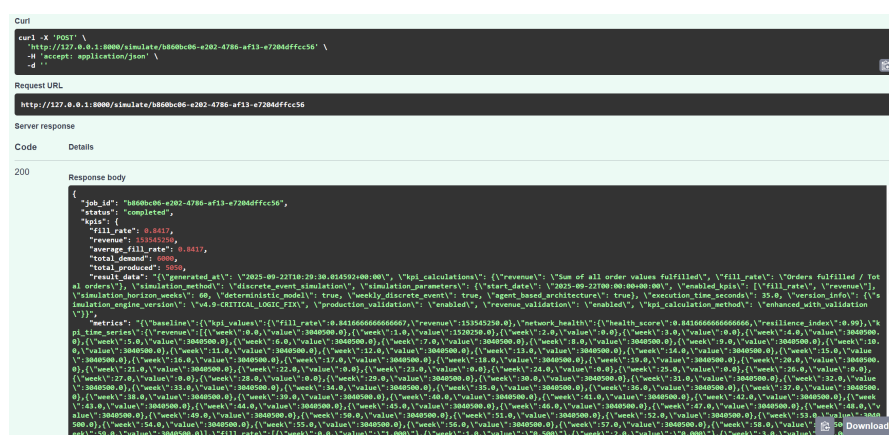 Curl
curl -X 'POST' \
'http://127.0.0.1:8000/simulate/b860bc06-e202-4786-af13-e7204dffcc56' \
-H 'accept: application/json' \
-d ''
Request URL
http://127.0.0.1:8000/simulate/b860bc06-e202-4786-af13-e7204dffcc56
Server response
Code Details
200
Response body
{
"job_id": "b860bc06-e202-4786-af13-e7204dffcc56",
"status": "completed",
"kpis": {
"fill_rate": 0.8417,
"revenue": 153545250,
"average_fill_rate": 0.8417,
"total_demand": 6000,
"total_produced": 5050,
"result_data": "{\"generated_at\": \"2025-09-22T10:29:30.014592+00:00\", \"kpi_calculations\": {\"revenue\": \"Sum of all order values fulfilled\", \"fill_rate\": \"Orders fulfilled / Tot
al orders\"}, \"simulation_method\": \"discrete_event_simulation\", \"simulation_parameters\": {\"start_date\": \"2025-09-22T00:00:00+00:00\", \"enabled_kpis\": [\"fill_rate\", \"revenue\"],
\"simulation_horizon_weeks\": 60, \"deterministic_model\": true, \"weekly_discrete_event\": true, \"agent_based_architecture\": true}, \"execution_time_seconds\": 35.0, \"version_info\": {\"s
imulation_engine_version\": \"v4.9-CRITICAL_LOGIC_FIX\", \"production_validation\": \"enabled\", \"revenue_validation\": \"enabled\", \"kpi_calculation_method\": \"enhanced_with_validation
\"}}",
"metrics": "{\"baseline\":{\"kpi_values\":{\"fill_rate\":0.841666666666667,\"revenue\":153545250.0},\"network_health\":{\"health_score\":0.8416666666666666,\"resilience_index\":0.99},\"k
pi_time_series\":{\"revenue\":[{\"week\":0.0,\"value\":3040500.0},{\"week\":1.0,\"value\":1520250.0},{\"week\":2.0,\"value\":0.0},{\"week\":3.0,\"value\":0.0},{\"week\":4.0,\"value\":3040500.
0},{\"week\":5.0,\"value\":3040500.0},{\"week\":6.0,\"value\":3040500.0},{\"week\":7.0,\"value\":3040500.0},{\"week\":8.0,\"value\":3040500.0},{\"week\":9.0,\"value\":3040500.0},{\"week\":10.
0,\"value\":3040500.0},{\"week\":11.0,\"value\":3040500.0},{\"week\":12.0,\"value\":3040500.0},{\"week\":13.0,\"value\":3040500.0},{\"week\":14.0,\"value\":3040500.0},{\"week\":15.0,\"value\"
:3040500.0},{\"week\":16.0,\"value\":3040500.0},{\"week\":17.0,\"value\":3040500.0},{\"week\":18.0,\"value\":3040500.0},{\"week\":19.0,\"value\":3040500.0},{\"week\":20.0,\"value\":3040500.
0},{\"week\":21.0,\"value\":0.0},{\"week\":22.0,\"value\":0.0},{\"week\":23.0,\"value\":0.0},{\"week\":24.0,\"value\":0.0},{\"week\":25.0,\"value\":0.0},{\"week\":26.0,\"value\":0.0},
{\"week\":27.0,\"value\":0.0},{\"week\":28.0,\"value\":0.0},{\"week\":29.0,\"value\":3040500.0},{\"week\":30.0,\"value\":3040500.0},{\"week\":31.0,\"value\":3040500.0},{\"week\":32.0,\"value
\":3040500.0},{\"week\":33.0,\"value\":3040500.0},{\"week\":34.0,\"value\":3040500.0},{\"week\":35.0,\"value\":3040500.0},{\"week\":36.0,\"value\":3040500.0},{\"week\":37.0,\"value\":3040500.
0},{\"week\":38.0,\"value\":3040500.0},{\"week\":39.0,\"value\":3040500.0},{\"week\":40.0,\"value\":3040500.0},{\"week\":41.0,\"value\":3040500.0},{\"week\":42.0,\"value\":3040500.0},{\"week
\":43.0,\"value\":3040500.0},{\"week\":44.0,\"value\":3040500.0},{\"week\":45.0,\"value\":3040500.0},{\"week\":46.0,\"value\":3040500.0},{\"week\":47.0,\"value\":3040500.0},{\"week\":48.0,\"v
alue\":3040500.0},{\"week\":49.0,\"value\":3040500.0},{\"week\":50.0,\"value\":3040500.0},{\"week\":51.0,\"value\":3040500.0},{\"week\":52.0,\"value\":3040500.0},{\"week\":53.0,\"value\":
500.0},{\"week\":54.0,\"value\":3040500.0},{\"week\":55.0,\"value\":3040500.0},{\"week\":56.0,\"value\":3040500.0},{\"week\":57.0,\"value\":3040500.0},{\"week\":58.0,\"value\":
Download